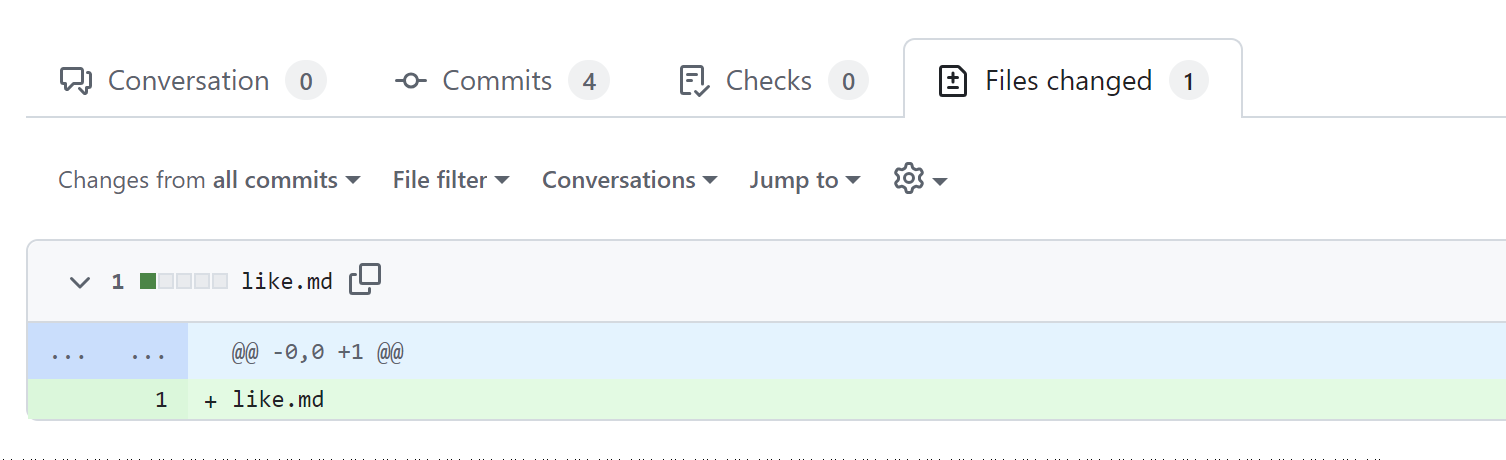 Conversation 0 Commits 4 Checks 0 Files changed 1
Changes from all commits File filter Conversations Jump to
1 like.md
... ... @@ -0,0 +1 @@
1 + like.md